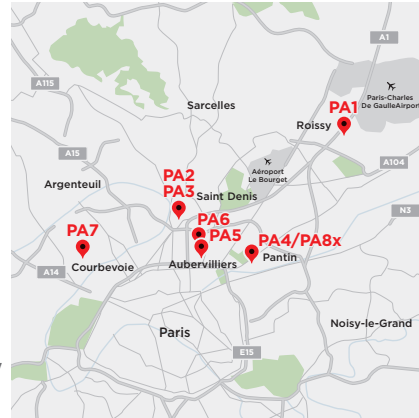 A1
A115
Paris-Charles
De GaulleAirport
PA1
Sarcelles
Roissy
A15
A104
Aéroport
Le Bourget
PA2
Argenteuil
PA3
Saint Denis
N3
PA6
PA7
PA5
PA4/PA8x
Aubervilliers
Pantin
A14
Courbevoie
Paris
Noisy-le-Grand
E15